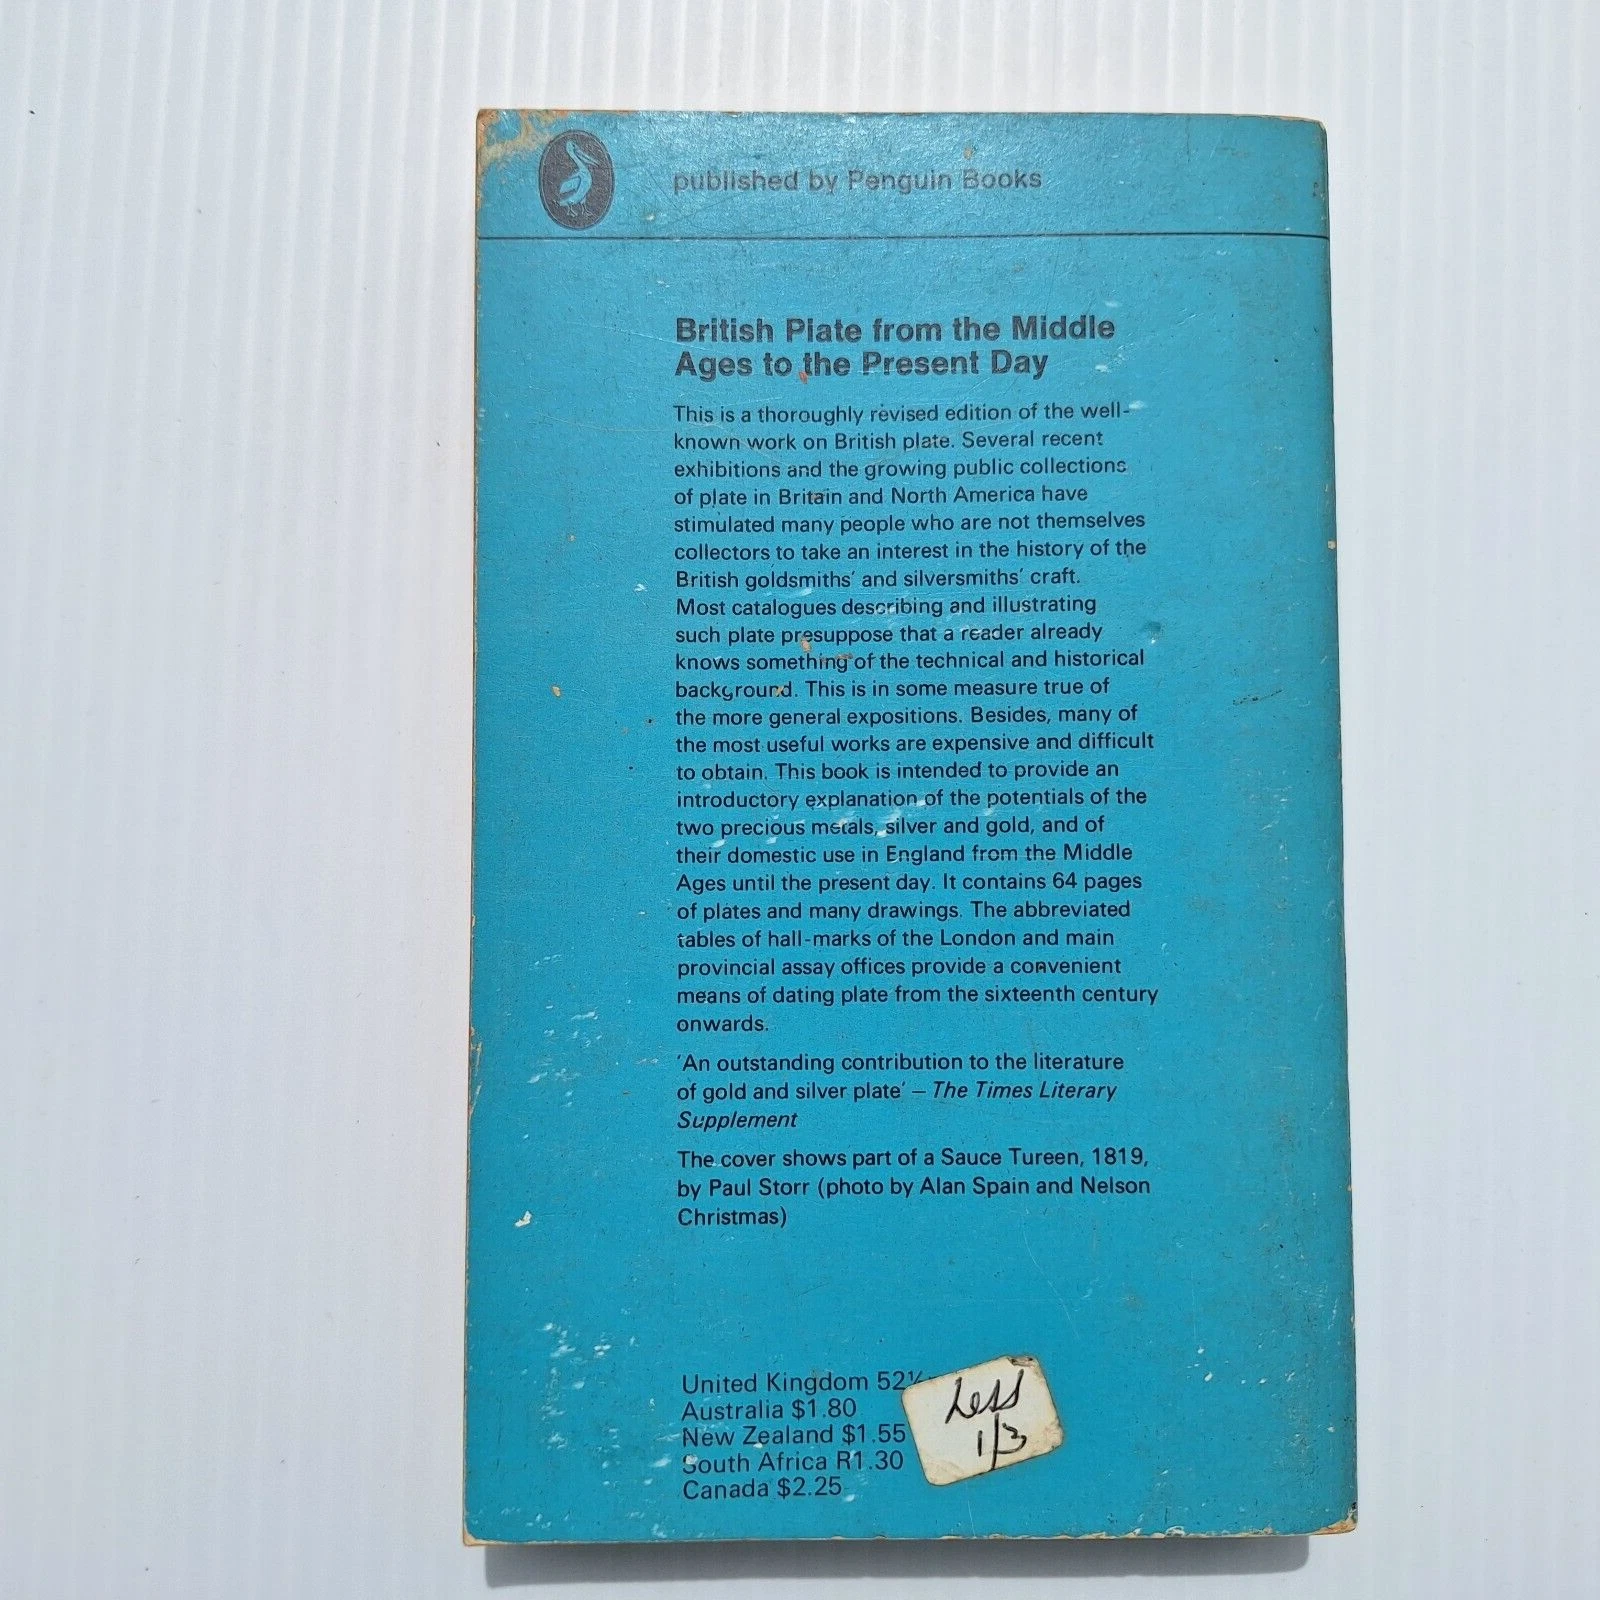 published by Penguin Books
British Plate from the Middle
Ages to the Present Day
This is a thoroughly revised edition of the well-
known work on British plate. Several recent
exhibitions and the growing public collections
of plate in Britain and North America have
stimulated many people who are not themselves
collectors to take an interest in the history of the
British goldsmiths' and silversmiths' craft.
Most catalogues describing and illustrating
such plate presuppose that a reader already
knows something of the technical and historical
background. This is in some measure true of
the more general expositions. Besides, many of
the most useful works are expensive and difficult
to obtain. This book is intended to provide an
introductory explanation of the potentials of the
two precious metals, silver and gold, and of
their domestic use in England from the Middle
Ages until the present day. It contains 64 pages
of plates and many drawings. The abbreviated
tables of hall-marks of the London and main
provincial assay offices provide a convenient
means of dating plate from the sixteenth century
onwards.
'An outstanding contribution to the literature
of gold and silver plate' – The Times Literary
Supplement
The cover shows part of a Sauce Tureen, 1819,
by Paul Storr (photo by Alan Spain and Nelson
Christmas)
United Kingdom
Australia $1.80
New Zealand $1.55
South Africa R1.30
Canada $2.25
Less
1/3